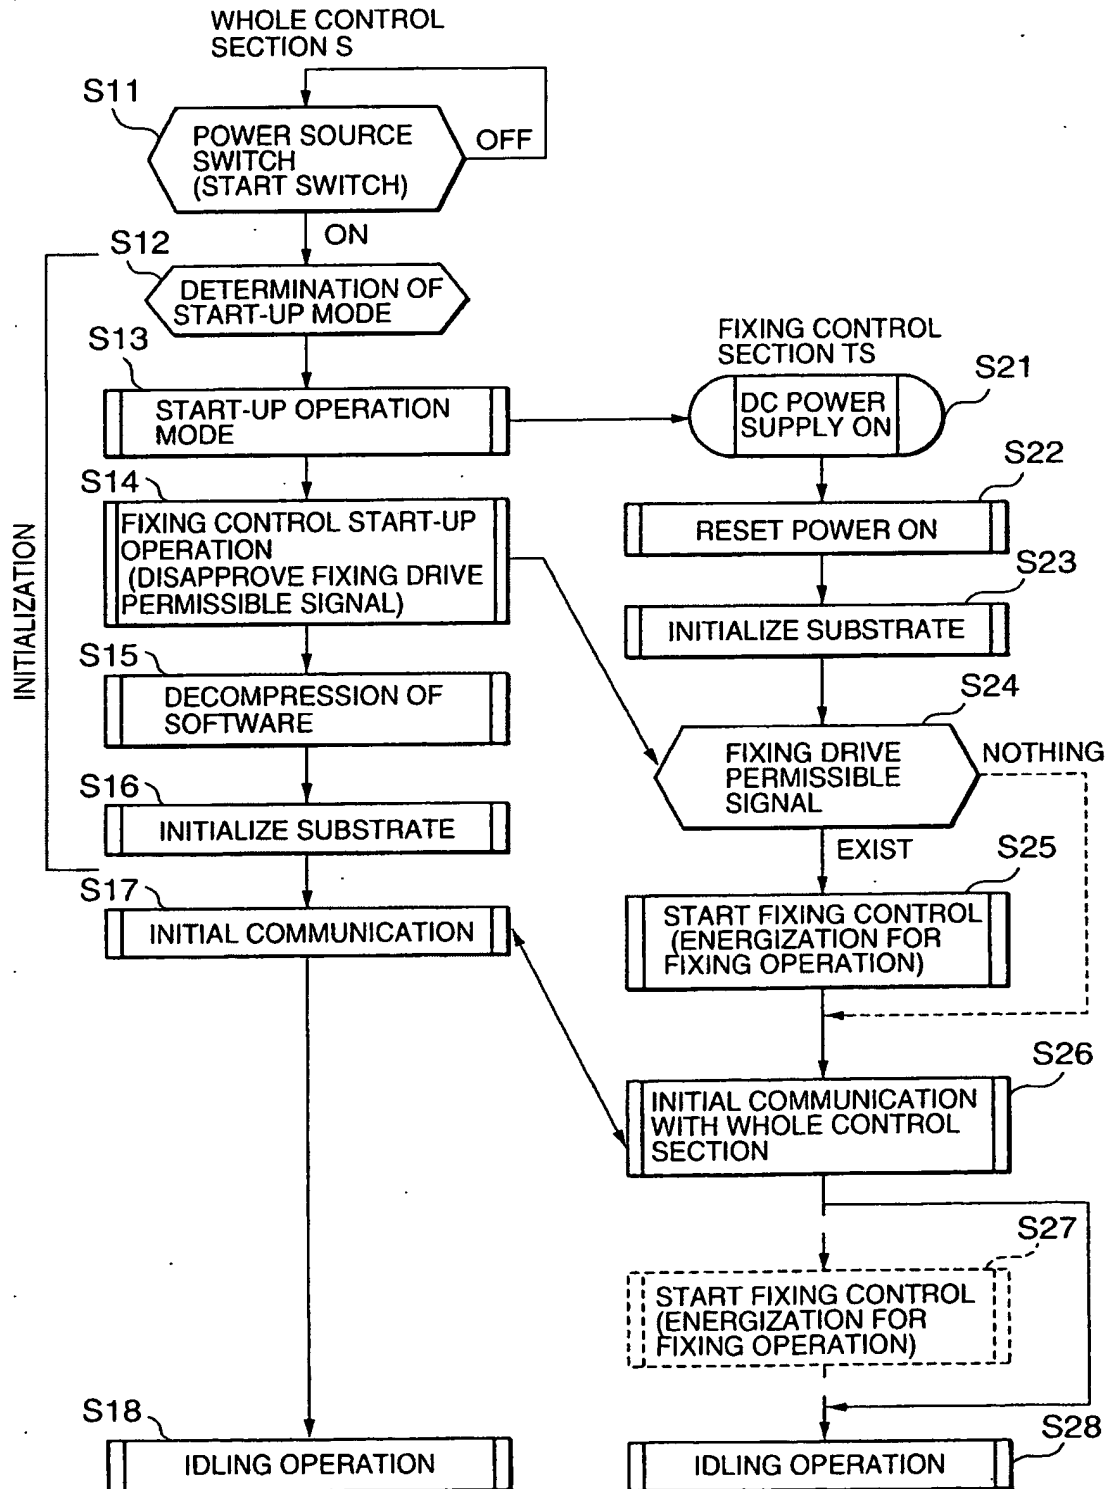 WHOLE CONTROL
SECTION S
S11
POWER SOURCE
SWITCH
(START SWITCH)
OFF
ON
S12
DETERMINATION OF
START-UP MODE
S13
START-UP OPERATION
MODE
S14
FIXING CONTROL START-UP
OPERATION
(DISAPPROVE FIXING DRIVE
PERMISSIBLE SIGNAL)
S15
DECOMPRESSION OF
SOFTWARE
S16
INITIALIZE SUBSTRATE
INITIALIZATION
S17
INITIAL COMMUNICATION
S18
IDLING OPERATION
FIXING CONTROL
SECTION TS
S21
DC POWER
SUPPLY ON
S22
RESET POWER ON
S23
INITIALIZE SUBSTRATE
S24
FIXING DRIVE
PERMISSIBLE
SIGNAL
NOTHING
EXIST
S25
START FIXING CONTROL
(ENERGIZATION FOR
FIXING OPERATION)
S26
INITIAL COMMUNICATION
WITH WHOLE CONTROL
SECTION
S27
START FIXING CONTROL
(ENERGIZATION FOR
FIXING OPERATION)
S28
IDLING OPERATION